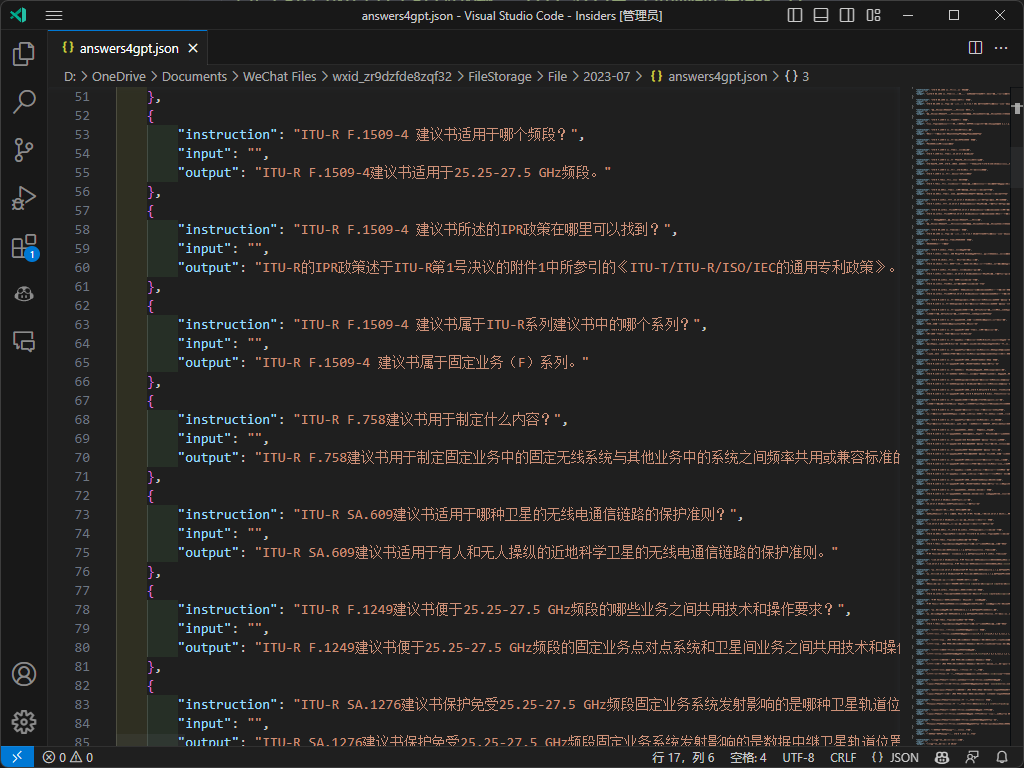 answers4gpt.json - Visual Studio Code - Insiders [管理员]
{} answers4gpt.json
D: > OneDrive > Documents > WeChat Files > wxid_zr9dzfde8zqf32 > FileStorage > File > 2023-07 > {} answers4gpt.json > {} 3
51 },
52 {
53 "instruction": "ITU-R F.1509-4 建议书适用于哪个频段？",
54 "input": "",
55 "output": "ITU-R F.1509-4建议书适用于25.25-27.5 GHz频段。"
56 },
57 {
58 "instruction": "ITU-R F.1509-4 建议书所述的IPR政策在哪里可以找到？",
59 "input": "",
60 "output": "ITU-R的IPR政策述于ITU-R第1号决议的附件1中所参引的《ITU-T/ITU-R/ISO/IEC的通用专利政策》。
61 },
62 {
63 "instruction": "ITU-R F.1509-4 建议书属于ITU-R系列建议书中的哪个系列？",
64 "input": "",
65 "output": "ITU-R F.1509-4 建议书属于固定业务（F）系列。"
66 },
67 {
68 "instruction": "ITU-R F.758建议书用于制定什么内容？",
69 "input": "",
70 "output": "ITU-R F.758建议书用于制定固定业务中的固定无线系统与其他业务中的系统之间频率共用或兼容标准的
71 },
72 {
73 "instruction": "ITU-R SA.609建议书适用于哪种卫星的无线电通信链路的保护准则？",
74 "input": "",
75 "output": "ITU-R SA.609建议书适用于有人和无人操纵的近地科学卫星的无线电通信链路的保护准则。"
76 },
77 {
78 "instruction": "ITU-R F.1249建议书便于25.25-27.5 GHz频段的哪些业务之间共用技术和操作要求？",
79 "input": "",
80 "output": "ITU-R F.1249建议书便于25.25-27.5 GHz频段的固定业务点对点系统和卫星间业务之间共用技术和操作
81 },
82 {
83 "instruction": "ITU-R SA.1276建议书保护免受25.25-27.5 GHz频段固定业务系统发射影响的是哪种卫星轨道位
84 "input": "",
85 "output": "ITU-R SA.1276建议书保护免受25.25-27.5 GHz频段固定业务系统发射影响的是数据中继卫星轨道位置
1
0 0 行 17，列 6 空格: 4 UTF-8 CRLF {} JSON